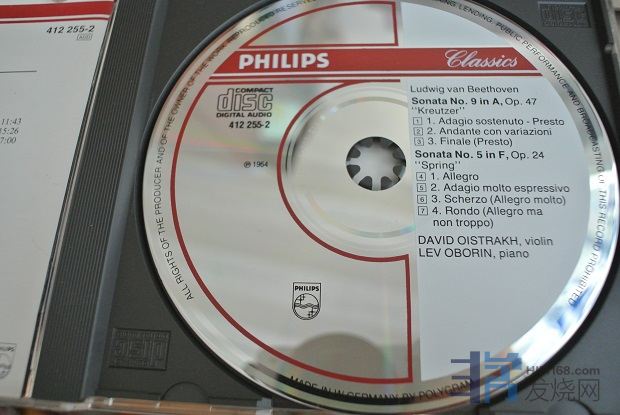 412 255-2
ADD
11:43
15:26
7:00
PHILIPS
Classics
COMPACT
disc
DIGITAL AUDIO
412 255-2
℗ 1964
Ludwig van Beethoven
Sonata No. 9 in A, Op. 47
"Kreutzer"
1 1. Adagio sostenuto - Presto
2 2. Andante con variazioni
3 3. Finale (Presto)
Sonata No. 5 in F, Op. 24
"Spring"
4 1. Allegro
5 2. Adagio molto espressivo
6 3. Scherzo (Allegro molto)
7 4. Rondo (Allegro ma
non troppo)
DAVID OISTRAKH, violin
LEV OBORIN, piano
PHILIPS
ALL RIGHTS OF THE PRODUCER AND OF THE OWNER OF THE WORK REPRODUCED RESERVED
LENDING, PUBLIC PERFORMANCE AND BROADCASTING OF THIS RECORD PROHIBITED
MADE IN W.GERMANY BY POLYGRAM
HIFI168.com
发烧网